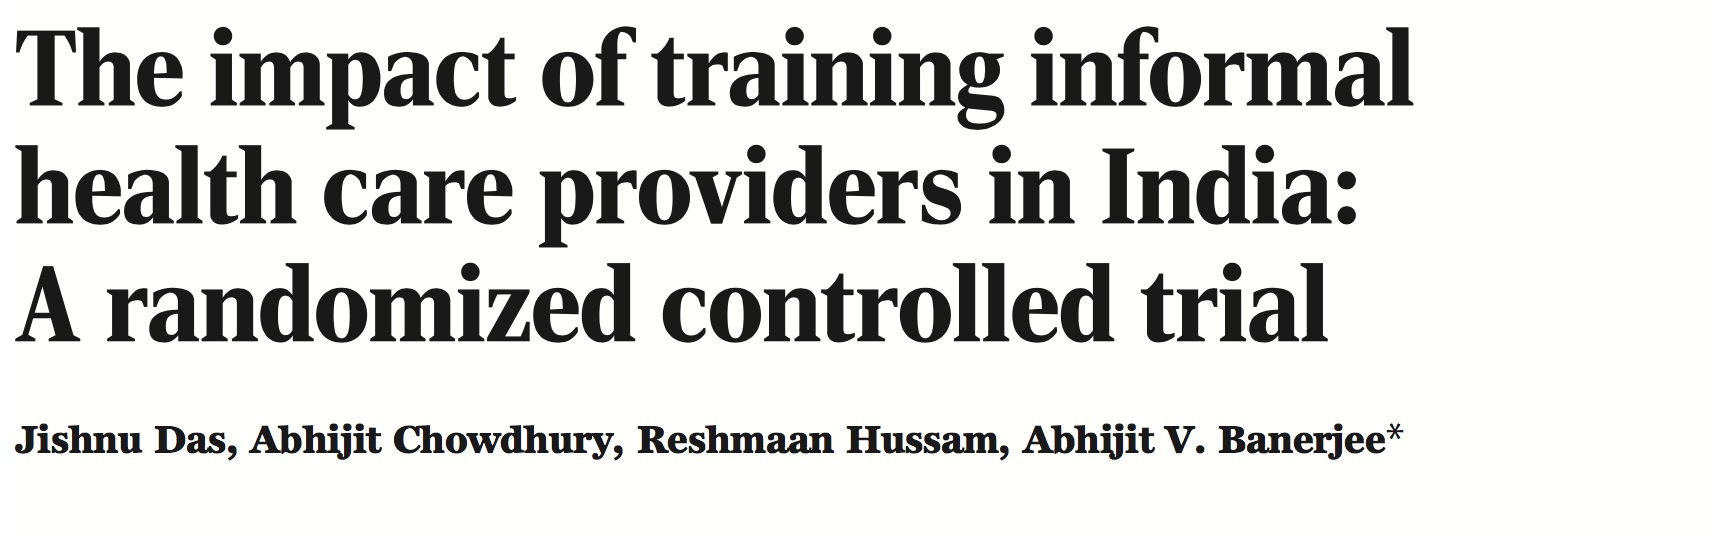 The impact of training informal
health care providers in India:
A randomized controlled trial
Jishnu Das, Abhijit Chowdhury, Reshmaan Hussam, Abhijit V. Banerjee*